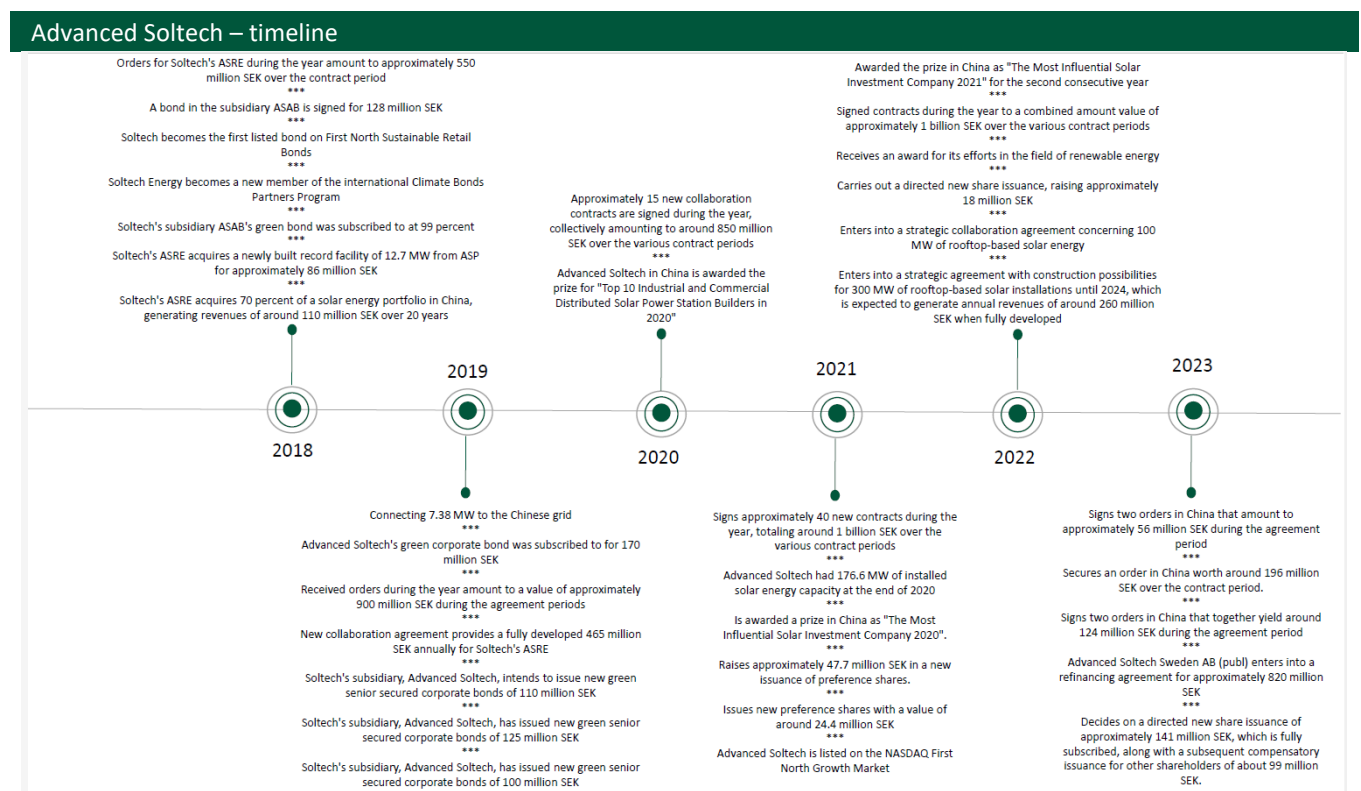 Advanced Soltech – timeline
Orders for Soltech's ASRE during the year amount to approximately 550
million SEK over the contract period
***
A bond in the subsidiary ASAB is signed for 128 million SEK
***
Soltech becomes the first listed bond on First North Sustainable Retail
Bonds
***
Soltech Energy becomes a new member of the international Climate Bonds
Partners Program
***
Soltech's subsidiary ASAB's green bond was subscribed to at 99 percent
***
Soltech's ASRE acquires a newly built record facility of 12.7 MW from ASP
for approximately 86 million SEK
***
Soltech's ASRE acquires 70 percent of a solar energy portfolio in China,
generating revenues of around 110 million SEK over 20 years
2018
2019
Connecting 7.38 MW to the Chinese grid
***
Advanced Soltech's green corporate bond was subscribed to for 170
million SEK
***
Received orders during the year amount to a value of approximately
900 million SEK during the agreement periods
***
New collaboration agreement provides a fully developed 465 million
SEK annually for Soltech's ASRE
***
Soltech's subsidiary, Advanced Soltech, intends to issue new green
senior secured corporate bonds of 110 million SEK
***
Soltech's subsidiary, Advanced Soltech, has issued new green senior
secured corporate bonds of 125 million SEK
***
Soltech's subsidiary, Advanced Soltech, has issued new green senior
secured corporate bonds of 100 million SEK
Approximately 15 new collaboration
contracts are signed during the year,
collectively amounting to around 850 million
SEK over the various contract periods
***
Advanced Soltech in China is awarded the
prize for "Top 10 Industrial and Commercial
Distributed Solar Power Station Builders in
2020"
2020
2021
Signs approximately 40 new contracts during the
year, totaling around 1 billion SEK over the
various contract periods
***
Advanced Soltech had 176.6 MW of installed
solar energy capacity at the end of 2020
***
Is awarded a prize in China as "The Most
Influential Solar Investment Company 2020".
***
Raises approximately 47.7 million SEK in a new
issuance of preference shares.
***
Issues new preference shares with a value of
around 24.4 million SEK
***
Advanced Soltech is listed on the NASDAQ First
North Growth Market
Awarded the prize in China as "The Most Influential Solar
Investment Company 2021" for the second consecutive year
***
Signed contracts during the year to a combined amount value of
approximately 1 billion SEK over the various contract periods
***
Receives an award for its efforts in the field of renewable energy
***
Carries out a directed new share issuance, raising approximately
18 million SEK
***
Enters into a strategic collaboration agreement concerning 100
MW of rooftop-based solar energy
***
Enters into a strategic agreement with construction possibilities
for 300 MW of rooftop-based solar installations until 2024, which
is expected to generate annual revenues of around 260 million
SEK when fully developed
2022
2023
Signs two orders in China that amount to
approximately 56 million SEK during the agreement
period
***
Secures an order in China worth around 196 million
SEK over the contract period.
***
Signs two orders in China that together yield around
124 million SEK during the agreement period
***
Advanced Soltech Sweden AB (publ) enters into a
refinancing agreement for approximately 820 million
SEK
***
Decides on a directed new share issuance of
approximately 141 million SEK, which is fully
subscribed, along with a subsequent compensatory
issuance for other shareholders of about 99 million
SEK.